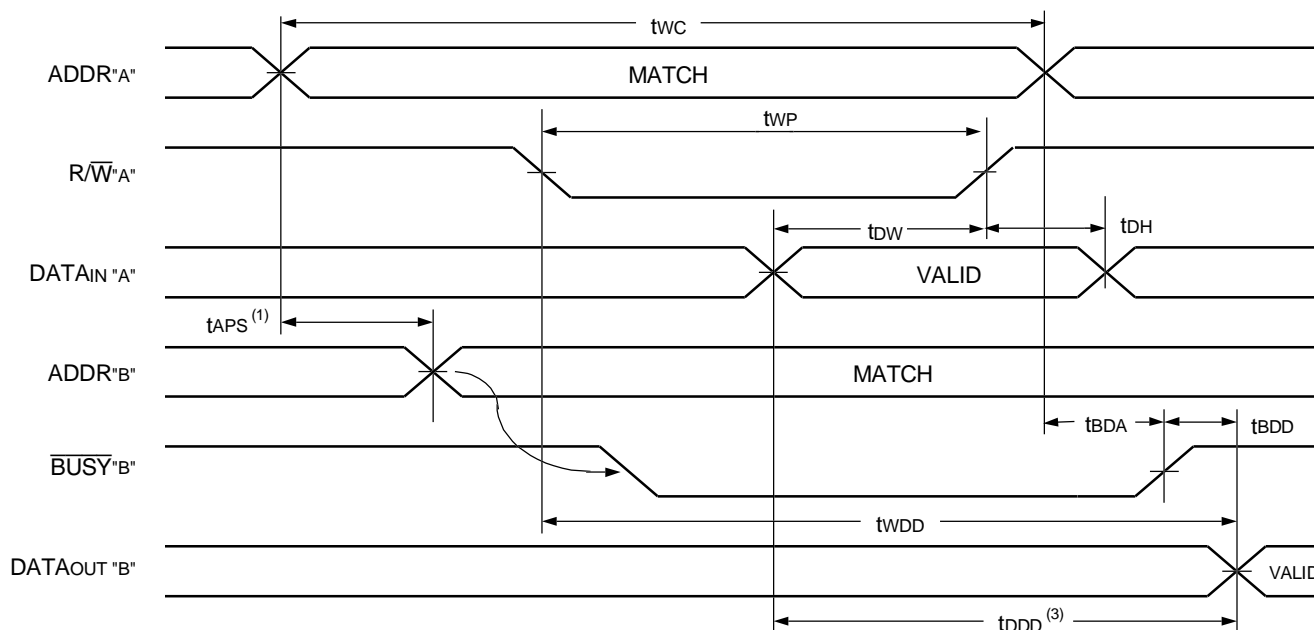 tWC
ADDR"A"
MATCH
tWP
R/W"A"
tDW
tDH
DATAIN "A"
VALID
tAPS (1)
ADDR"B"
MATCH
tBDA
tBDD
BUSY"B"
tWDD
DATAOUT "B"
VALID
tDDD (3)